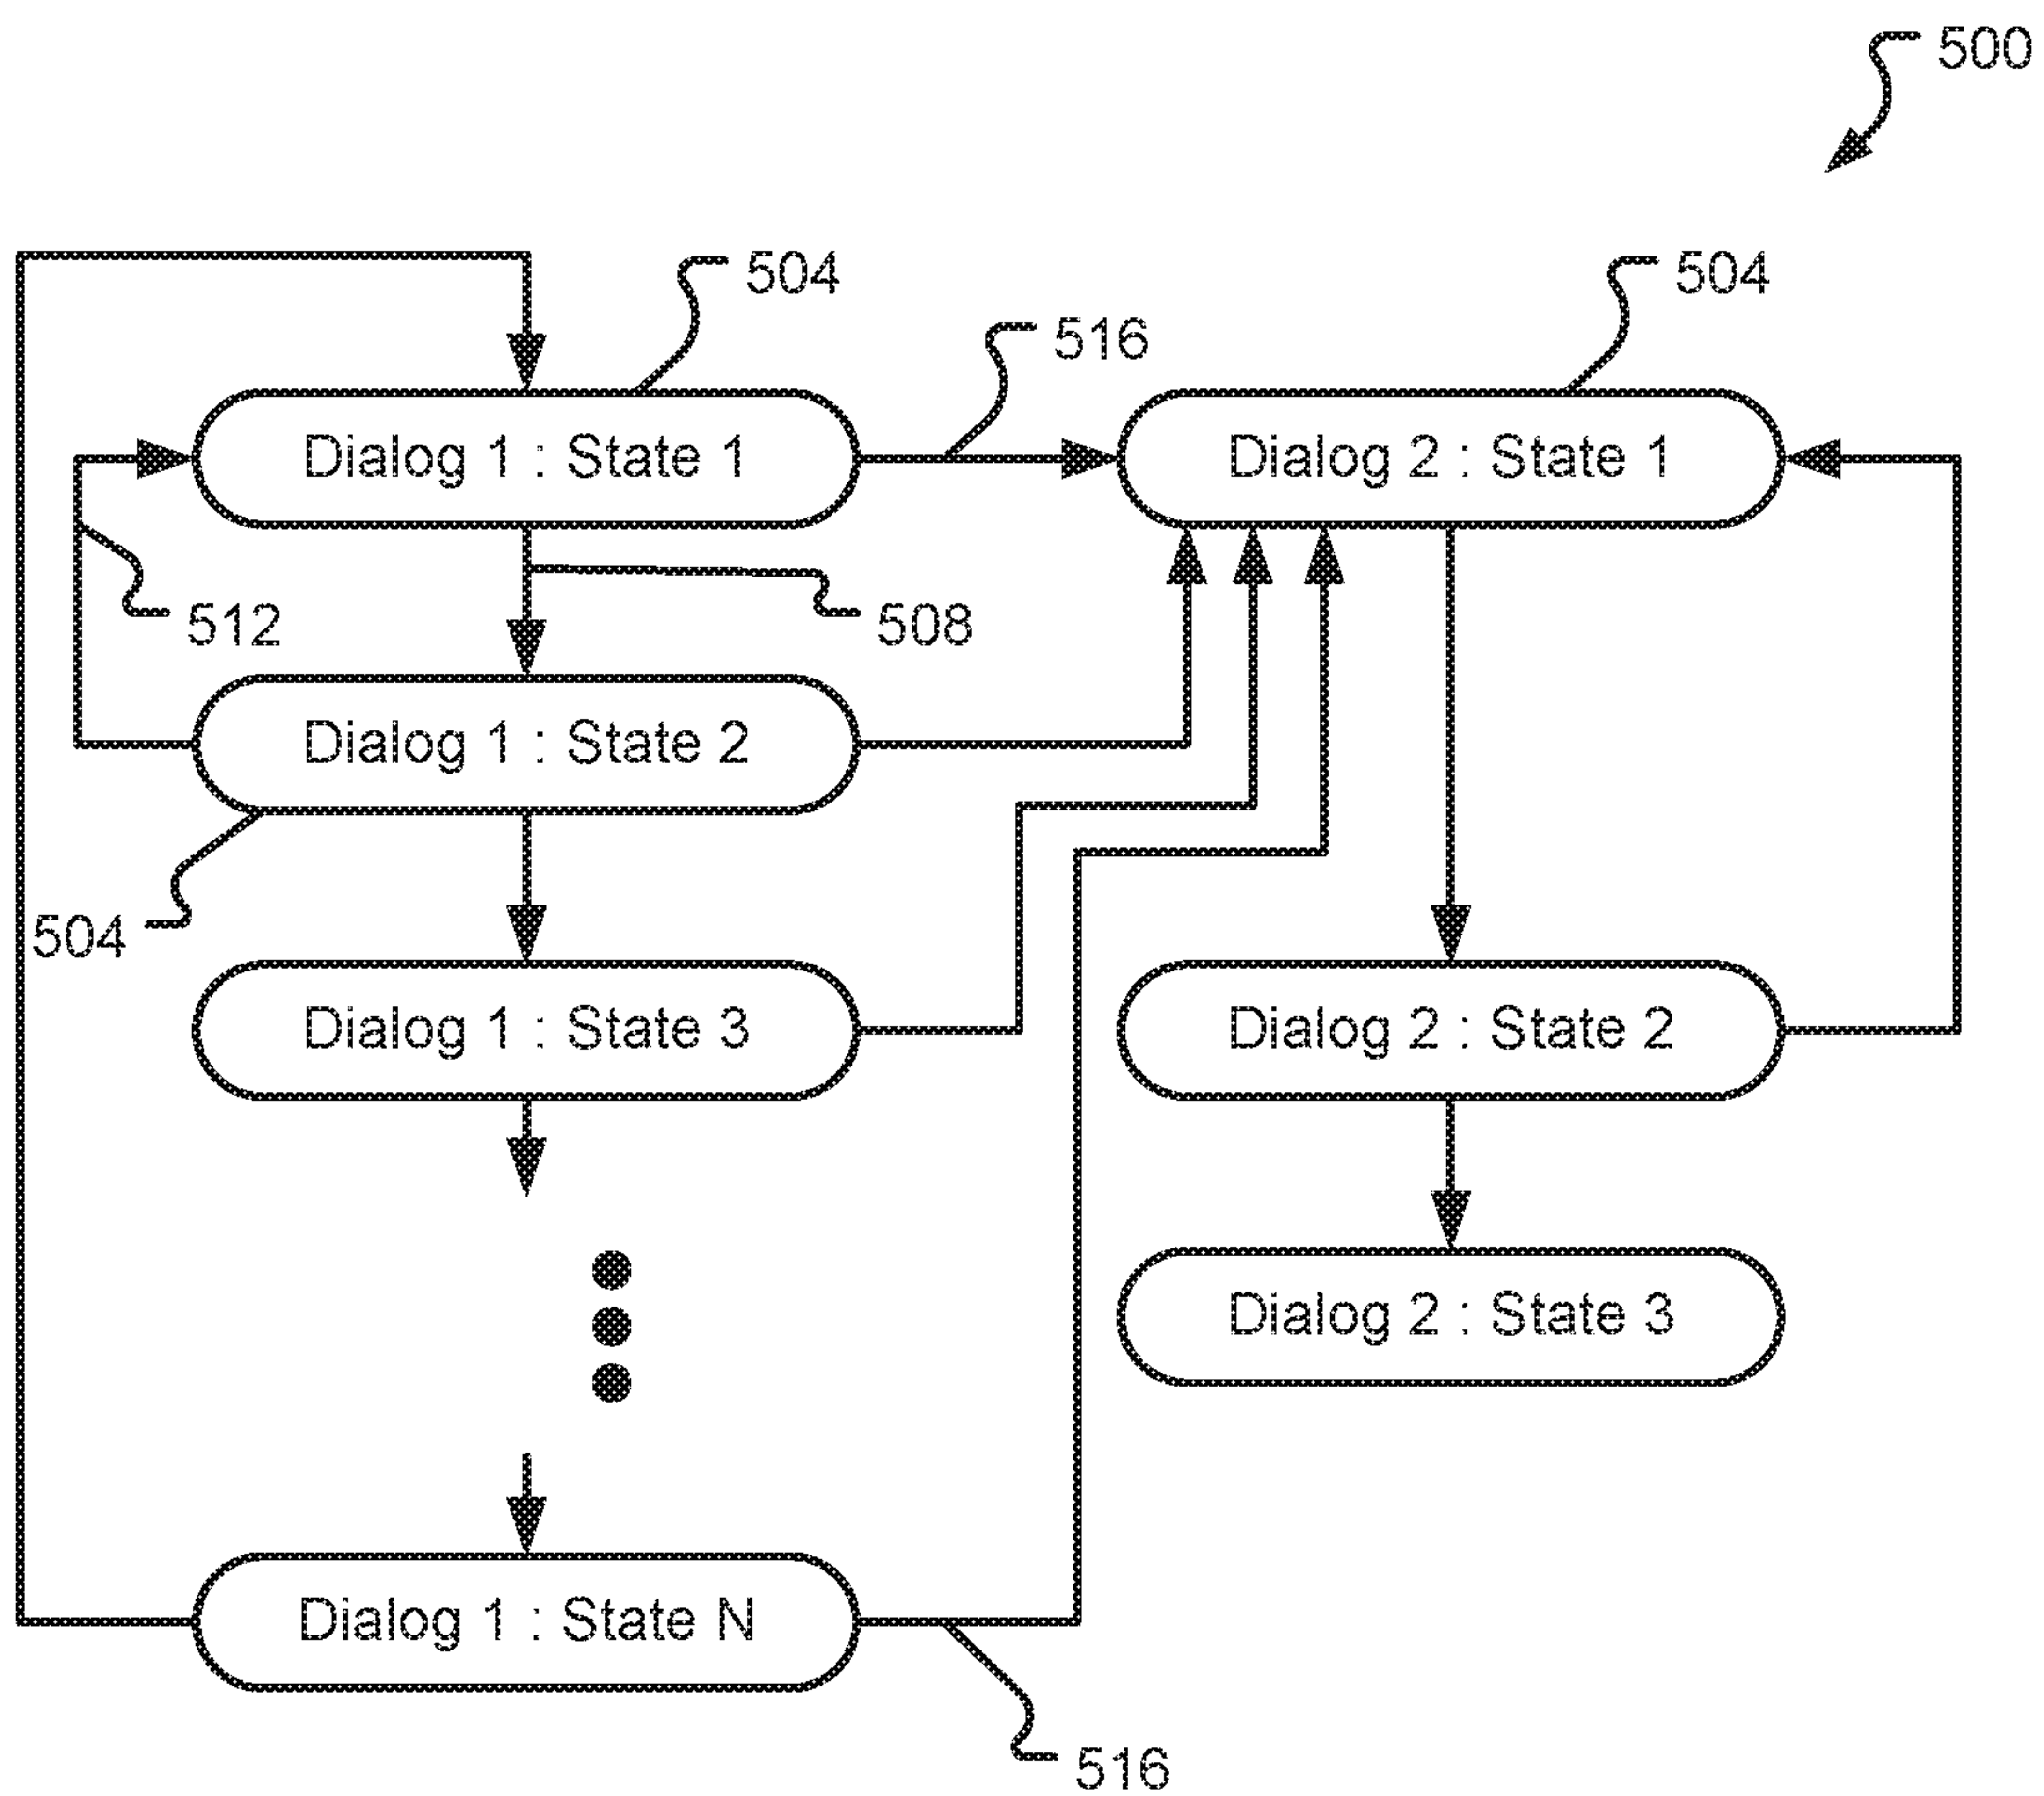 500
504
504
516
Dialog 1 : State 1
Dialog 2 : State 1
512
508
Dialog 1 : State 2
504
Dialog 1 : State 3
Dialog 2 : State 2
Dialog 2 : State 3
Dialog 1 : State N
516